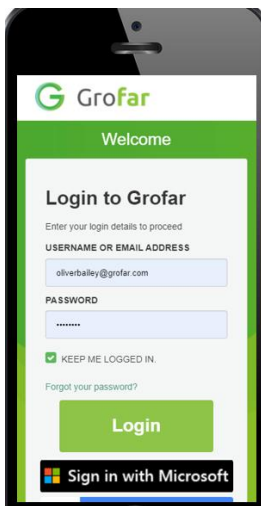 Grofar
Welcome
Login to Grofar
Enter your login details to proceed
USERNAME OR EMAIL ADDRESS
oliverbailey@grofar.com
PASSWORD
••••••••
KEEP ME LOGGED IN.
Forgot your password?
Login
Sign in with Microsoft